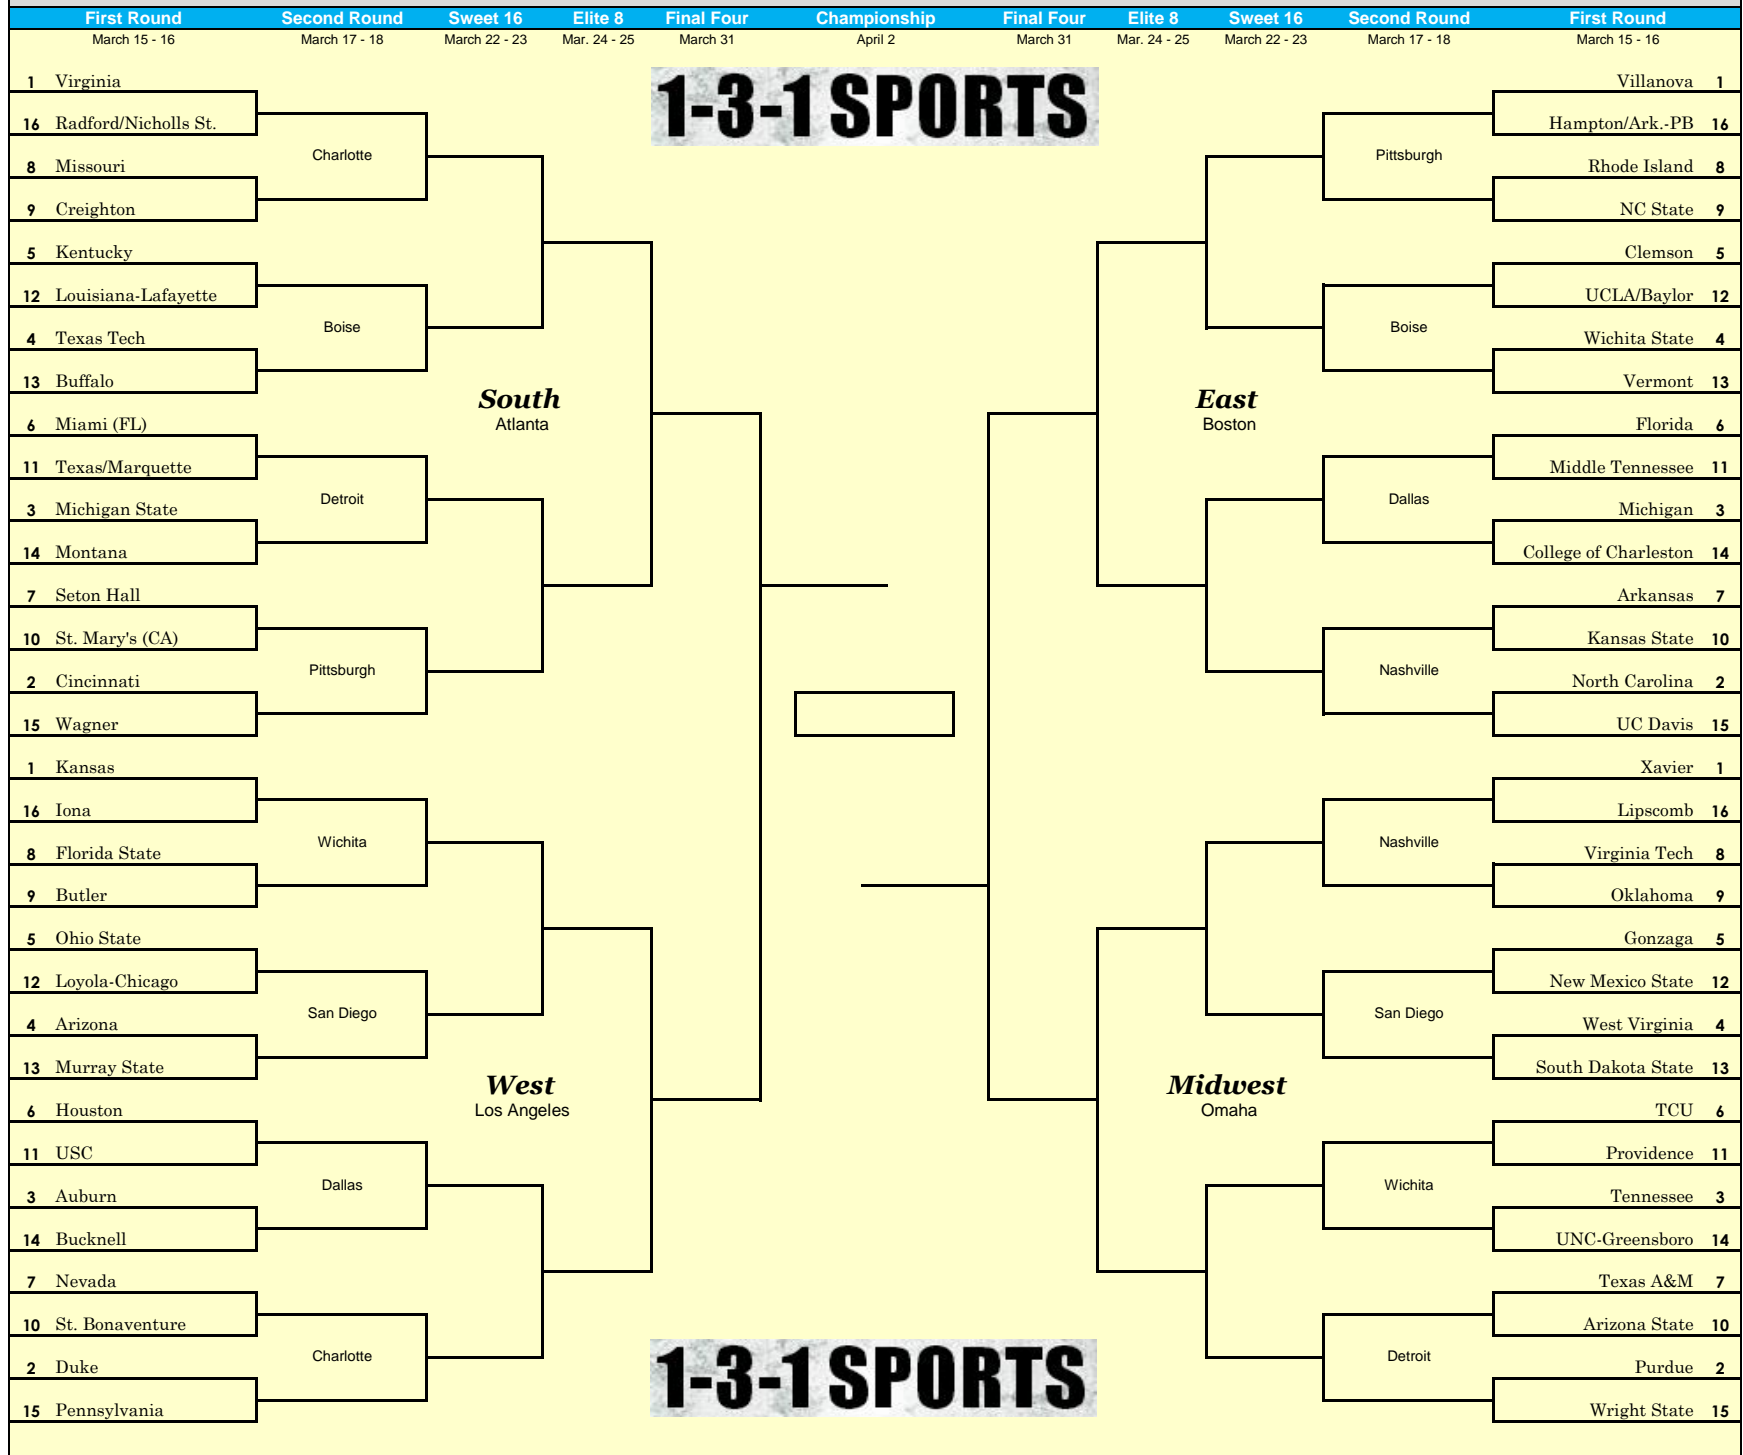 First Round Second Round Sweet 16 Elite 8 Final Four Championship Final Four Elite 8 Sweet 16 Second Round First Round
March 15 - 16 March 17 - 18 March 22 - 23 Mar. 24 - 25 March 31 April 2 March 31 Mar. 24 - 25 March 22 - 23 March 17 - 18 March 15 - 16
1-3-1 SPORTS
1 Virginia
16 Radford/Nicholls St.
Charlotte
8 Missouri
9 Creighton
5 Kentucky
12 Louisiana-Lafayette
Boise
4 Texas Tech
13 Buffalo
South
Atlanta
6 Miami (FL)
11 Texas/Marquette
Detroit
3 Michigan State
14 Montana
7 Seton Hall
10 St. Mary's (CA)
Pittsburgh
2 Cincinnati
15 Wagner
1 Kansas
16 Iona
Wichita
8 Florida State
9 Butler
5 Ohio State
12 Loyola-Chicago
San Diego
4 Arizona
13 Murray State
West
Los Angeles
6 Houston
11 USC
Dallas
3 Auburn
14 Bucknell
7 Nevada
10 St. Bonaventure
Charlotte
2 Duke
15 Pennsylvania
Villanova 1
Hampton/Ark.-PB 16
Pittsburgh
Rhode Island 8
NC State 9
Clemson 5
UCLA/Baylor 12
Boise
Wichita State 4
Vermont 13
East
Boston
Florida 6
Middle Tennessee 11
Dallas
Michigan 3
College of Charleston 14
Arkansas 7
Kansas State 10
Nashville
North Carolina 2
UC Davis 15
Xavier 1
Lipscomb 16
Nashville
Virginia Tech 8
Oklahoma 9
Gonzaga 5
New Mexico State 12
San Diego
West Virginia 4
South Dakota State 13
Midwest
Omaha
TCU 6
Providence 11
Wichita
Tennessee 3
UNC-Greensboro 14
Texas A&M 7
Arizona State 10
Detroit
Purdue 2
Wright State 15
1-3-1 SPORTS